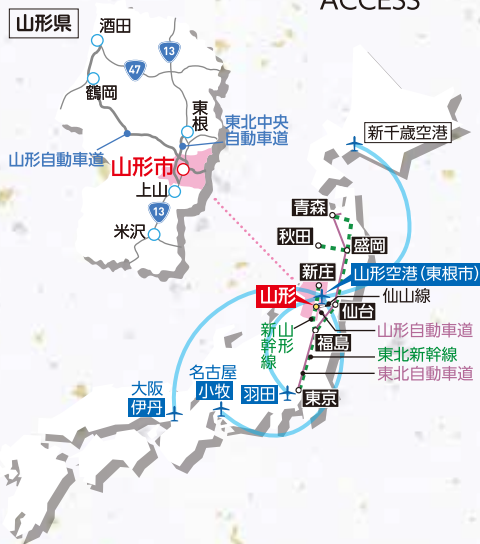 ACCESS
山形県
酒田
13
47
鶴岡
東根
東北中央
自動車道
山形自動車道
山形市
上山
13
米沢
新千歳空港
青森
秋田
盛岡
新庄
山形空港(東根市)
山形
仙山線
仙台
山形
新幹線
山形自動車道
福島
東北新幹線
東北自動車道
名古屋
小牧
大阪
伊丹
羽田
東京